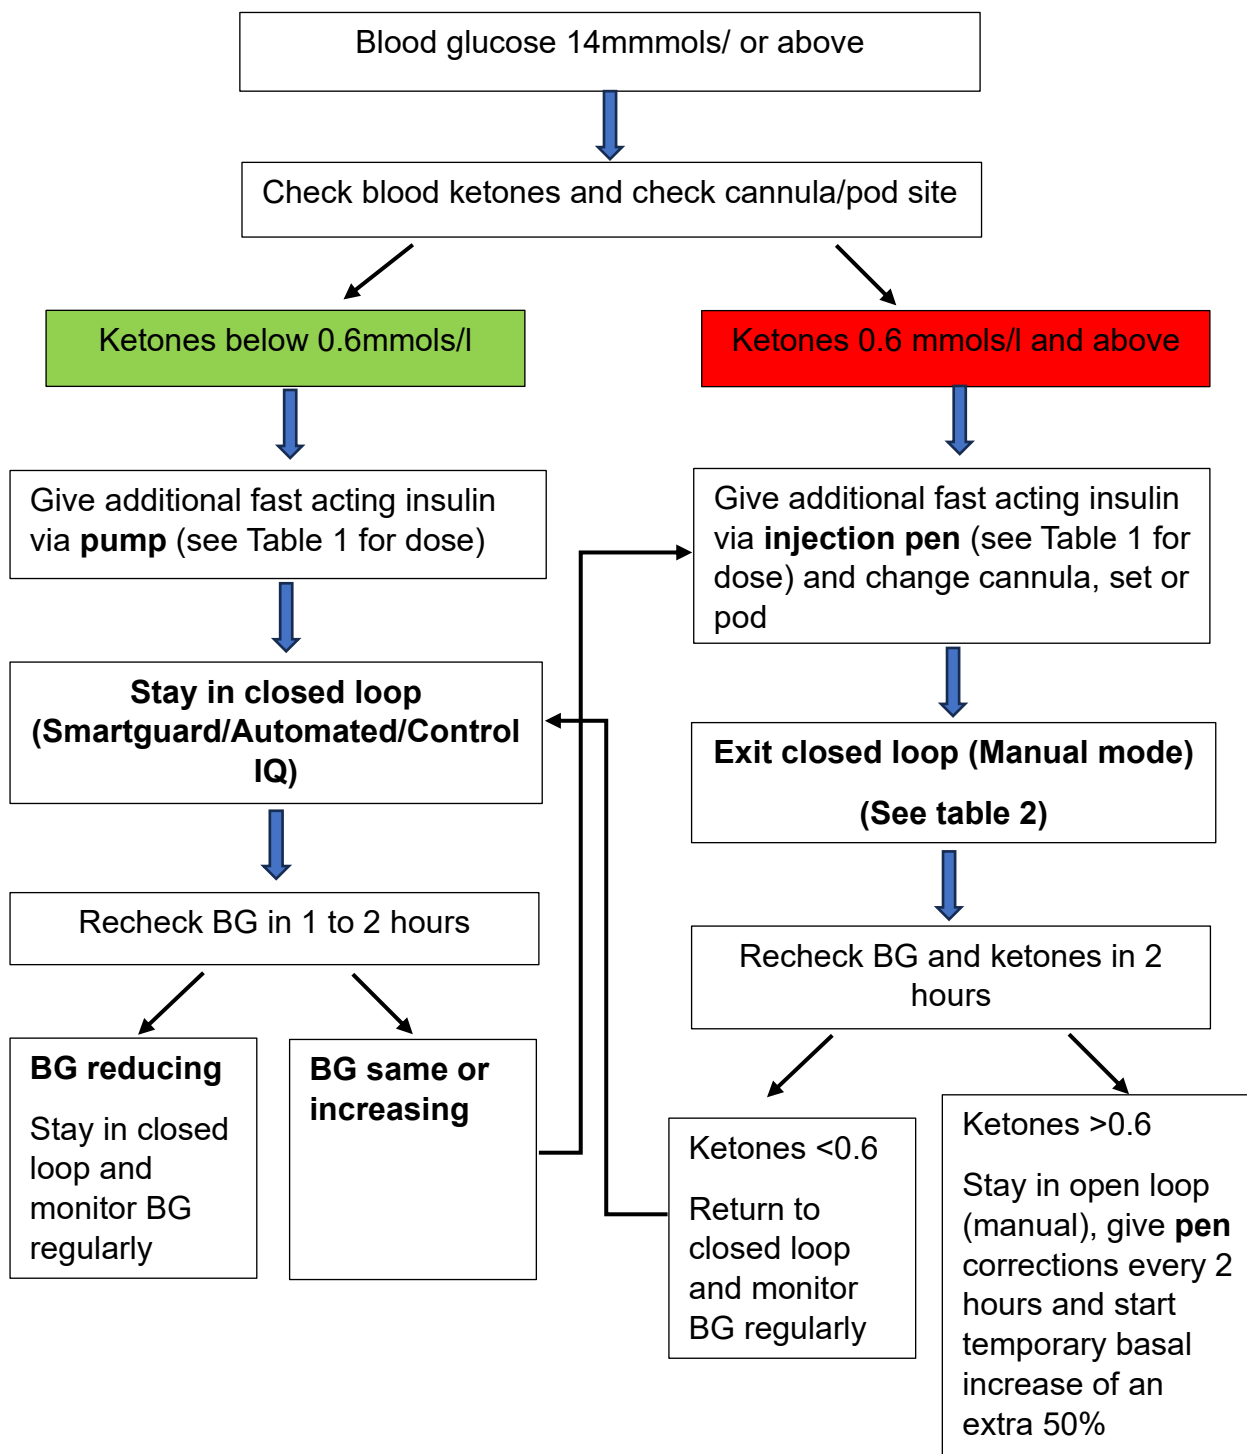 Blood glucose 14mmmols/ or above
Check blood ketones and check cannula/pod site
Ketones below 0.6mmols/l
Ketones 0.6 mmols/l and above
Give additional fast acting insulin
via pump (see Table 1 for dose)
Give additional fast acting insulin
via injection pen (see Table 1 for
dose) and change cannula, set or
pod
Stay in closed loop
(Smartguard/Automated/Control
IQ)
Exit closed loop (Manual mode)
(See table 2)
Recheck BG in 1 to 2 hours
Recheck BG and ketones in 2
hours
BG reducing
Stay in closed
loop and
monitor BG
regularly
BG same or
increasing
Ketones <0.6
Return to
closed loop
and monitor
BG regularly
Ketones >0.6
Stay in open loop
(manual), give pen
corrections every 2
hours and start
temporary basal
increase of an
extra 50%